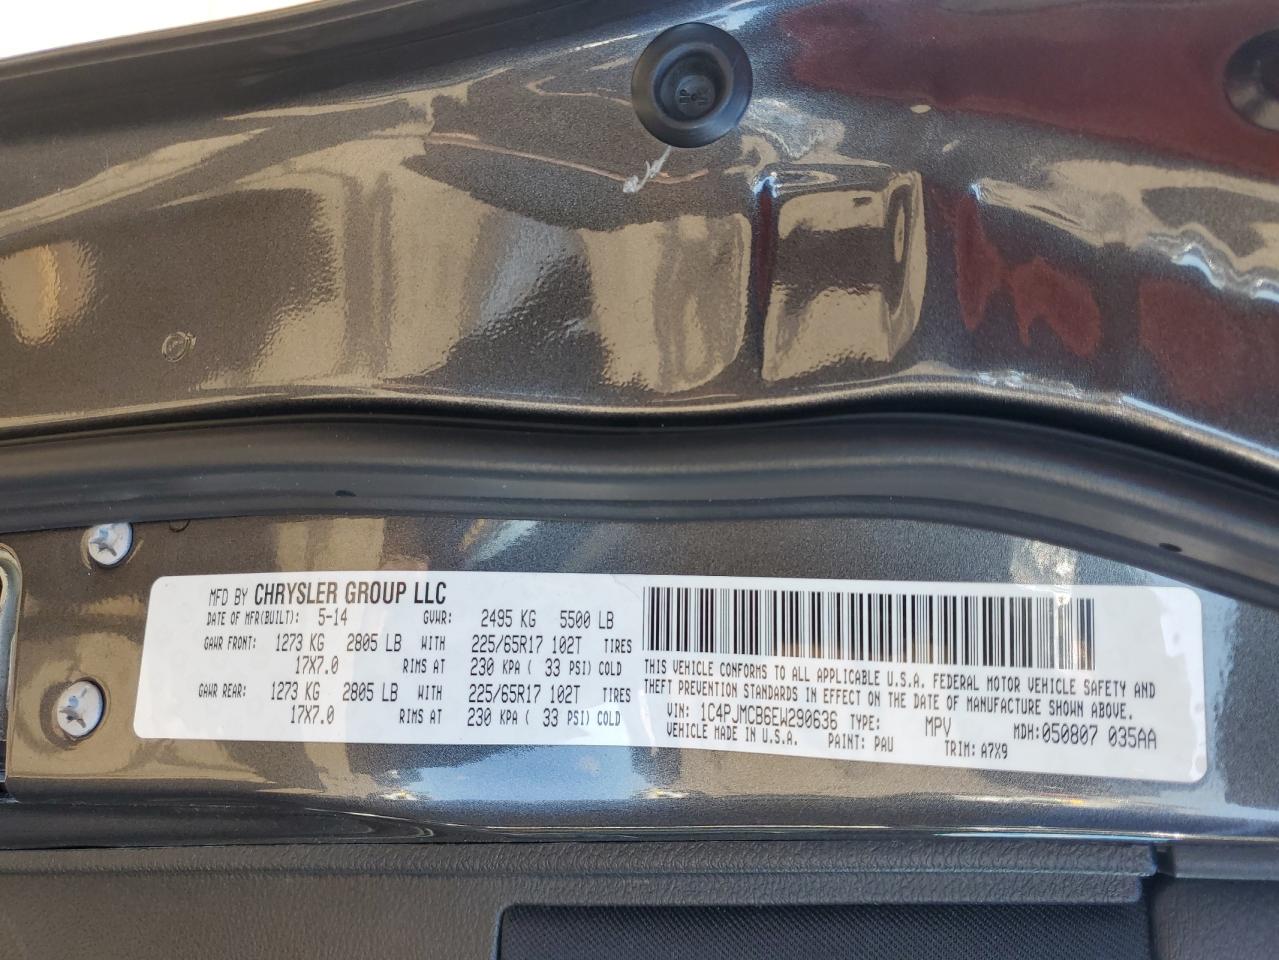 MFD BY CHRYSLER GROUP LLC
DATE OF MFR(BUILT): 5-14 GVWR: 2495 KG 5500 LB
GAWR FRONT: 1273 KG 2805 LB WITH 225/65R17 102T TIRES
17X7.0 RIMS AT 230 KPA ( 33 PSI) COLD
GAWR REAR: 1273 KG 2805 LB WITH 225/65R17 102T TIRES
17X7.0 RIMS AT 230 KPA ( 33 PSI) COLD
THIS VEHICLE CONFORMS TO ALL APPLICABLE U.S.A. FEDERAL MOTOR VEHICLE SAFETY AND
THEFT PREVENTION STANDARDS IN EFFECT ON THE DATE OF MANUFACTURE SHOWN ABOVE.
VIN: 1C4PJMCB6EW290636 TYPE: MPV MDH:050807 035AA
VEHICLE MADE IN U.S.A. PAINT: PAU TRIM: A7X9